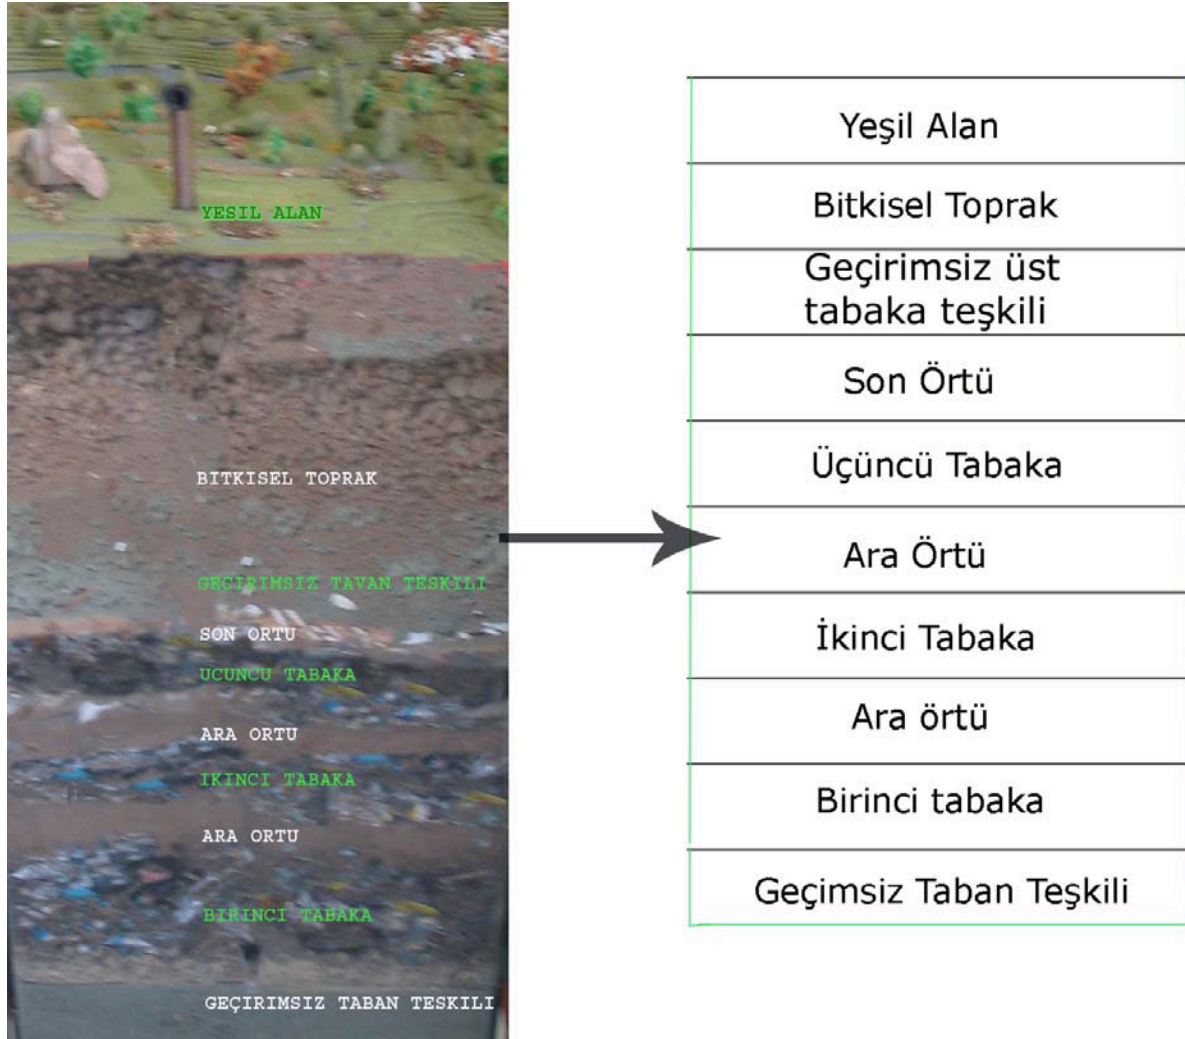 YESIL ALAN
BITKISEL TOPRAK
GEÇIRIMSIZ TAVAN TESKILI
SON ORTU
UCUNCU TABAKA
ARA ORTU
IKINCI TABAKA
ARA ORTU
BIRINCI TABAKA
GEÇIRIMSIZ TABAN TESKILI
Yeşil Alan
Bitkisel Toprak
Geçirimsiz üst
tabaka teşkili
Son Örtü
Üçüncü Tabaka
Ara Örtü
İkinci Tabaka
Ara örtü
Birinci tabaka
Geçimsiz Taban Teşkili